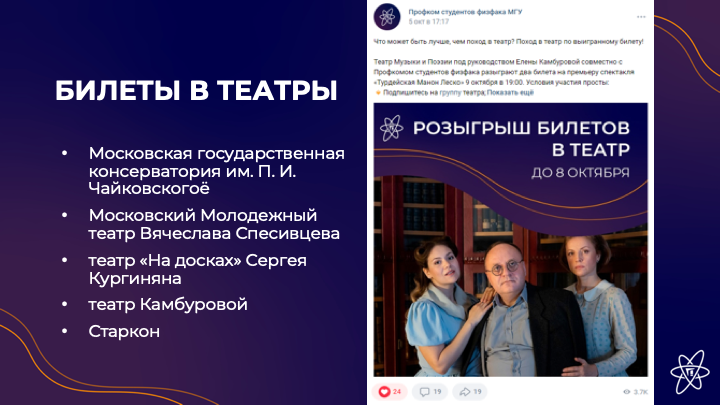 БИЛЕТЫ В ТЕАТРЫ
• Московская государственная
консерватория им. П. И.
Чайковскогоё
• Московский Молодежный
театр Вячеслава Спесивцева
• театр «На досках» Сергея
Кургиняна
• театр Камбуровой
• Старкон
Профком студентов физфака МГУ
5 окт в 17:17
Что может быть лучше, чем поход в театр? Поход в театр по выигранному билету!
Театр Музыки и Поэзии под руководством Елены Камбуровой совместно с
Профкомом студентов физфака разыграют два билета на премьеру спектакля
«Турдейская Манон Леско» 9 октября в 19:00. Условия участия просты:
Подпишитесь на группу театра; Показать ещё
РОЗЫГРЫШ БИЛЕТОВ
В ТЕАТР
ДО 8 ОКТЯБРЯ
24 19 19 3.7K